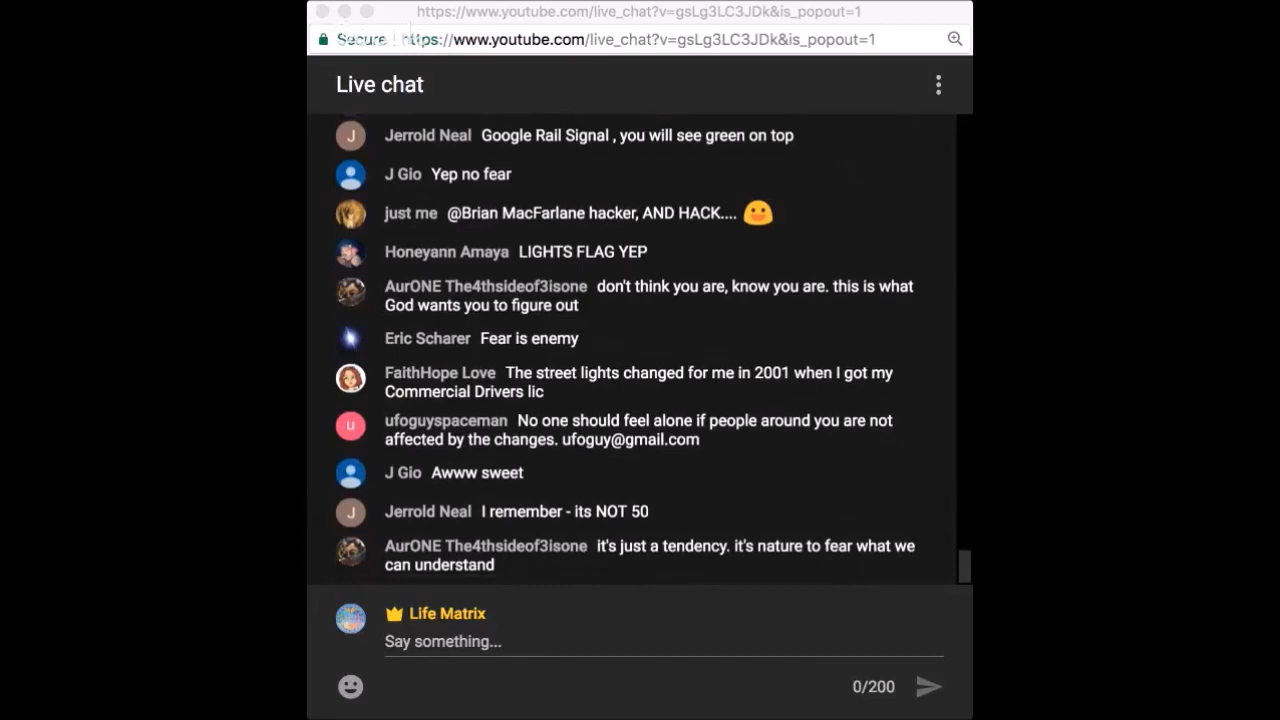 https://www.youtube.com/live_chat?v=gsLg3LC3JDk&is_popout=1
Secure https://www.youtube.com/live_chat?v=gsLg3LC3JDk&is_popout=1
Live chat
J Jerrold Neal Google Rail Signal , you will see green on top
J Gio Yep no fear
just me @Brian MacFarlane hacker, AND HACK....
Honeyann Amaya LIGHTS FLAG YEP
AurONE The4thsideof3isone don't think you are, know you are. this is what
God wants you to figure out
Eric Scharer Fear is enemy
FaithHope Love The street lights changed for me in 2001 when I got my
Commercial Drivers lic
u ufoguyspaceman No one should feel alone if people around you are not
affected by the changes. ufoguy@gmail.com
J Gio Awww sweet
J Jerrold Neal I remember - its NOT 50
AurONE The4thsideof3isone it's just a tendency. it's nature to fear what we
can understand
Life Matrix
Say something...
0/200